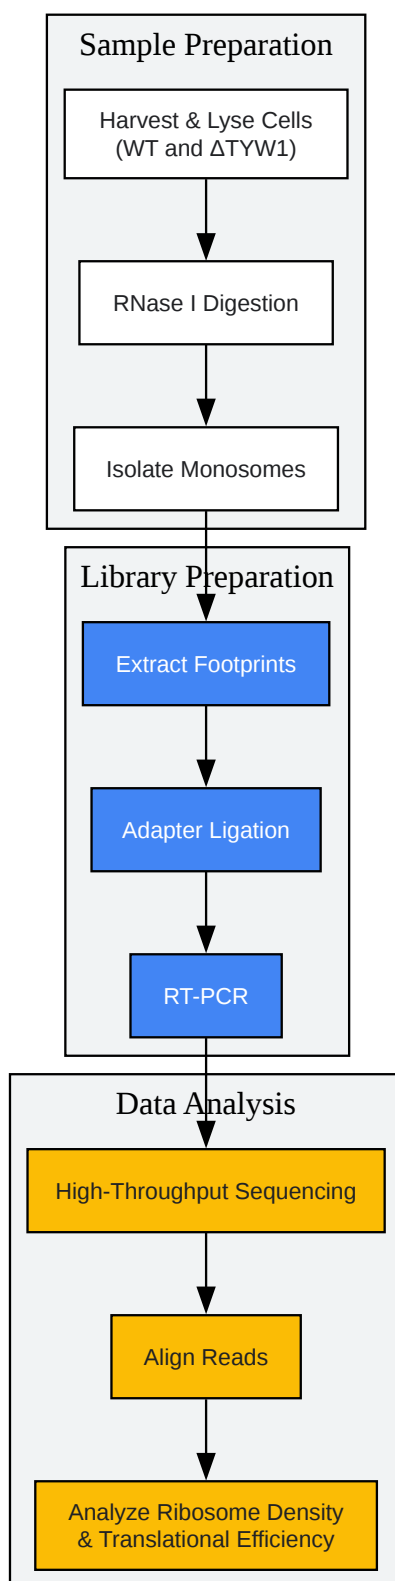 Sample Preparation
Harvest & Lyse Cells
(WT and ΔTYW1)
RNase I Digestion
Isolate Monosomes
Library Preparation
Extract Footprints
Adapter Ligation
RT-PCR
Data Analysis
High-Throughput Sequencing
Align Reads
Analyze Ribosome Density
& Translational Efficiency